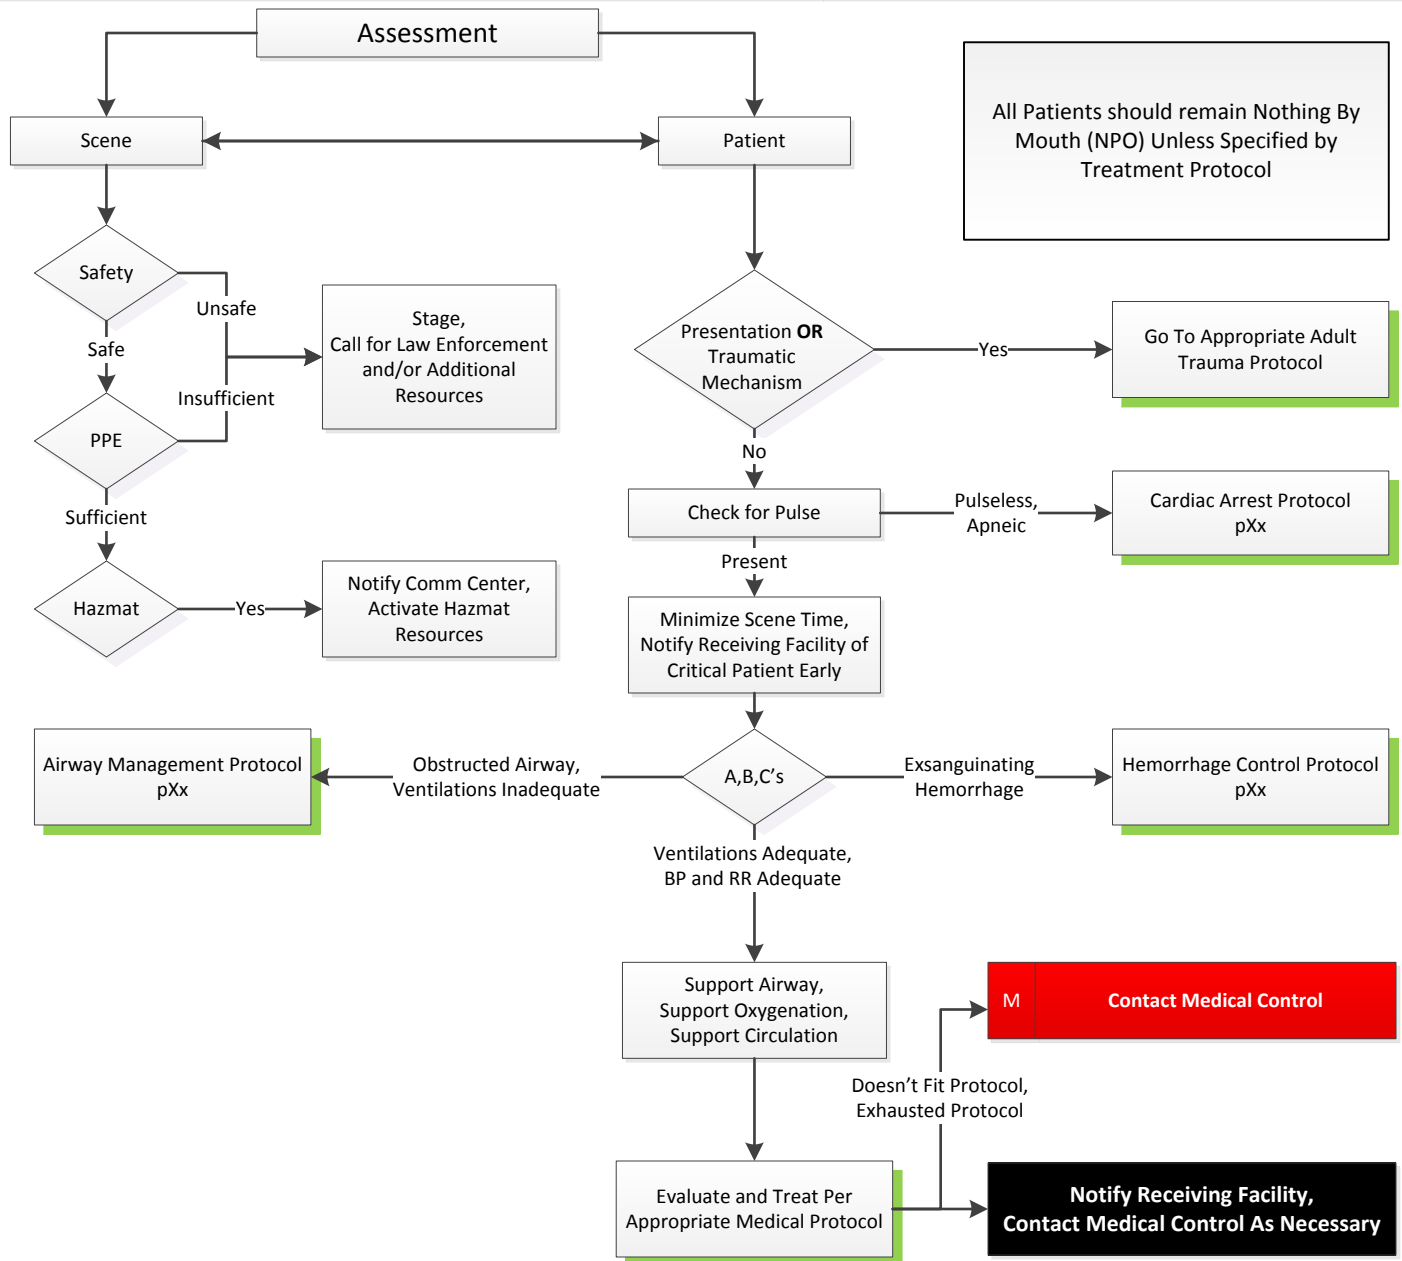 Assessment
Scene
Patient
All Patients should remain Nothing By
Mouth (NPO) Unless Specified by
Treatment Protocol
Safety
Unsafe
Safe
Stage,
Call for Law Enforcement
and/or Additional
Resources
Insufficient
PPE
Sufficient
Hazmat
Yes
Notify Comm Center,
Activate Hazmat
Resources
Presentation OR
Traumatic
Mechanism
Yes
Go To Appropriate Adult
Trauma Protocol
No
Check for Pulse
Pulseless,
Apneic
Cardiac Arrest Protocol
pXx
Present
Minimize Scene Time,
Notify Receiving Facility of
Critical Patient Early
Airway Management Protocol
pXx
Obstructed Airway,
Ventilations Inadequate
A,B,C's
Exsanguinating
Hemorrhage
Hemorrhage Control Protocol
pXx
Ventilations Adequate,
BP and RR Adequate
Support Airway,
Support Oxygenation,
Support Circulation
M
Contact Medical Control
Doesn't Fit Protocol,
Exhausted Protocol
Evaluate and Treat Per
Appropriate Medical Protocol
Notify Receiving Facility,
Contact Medical Control As Necessary